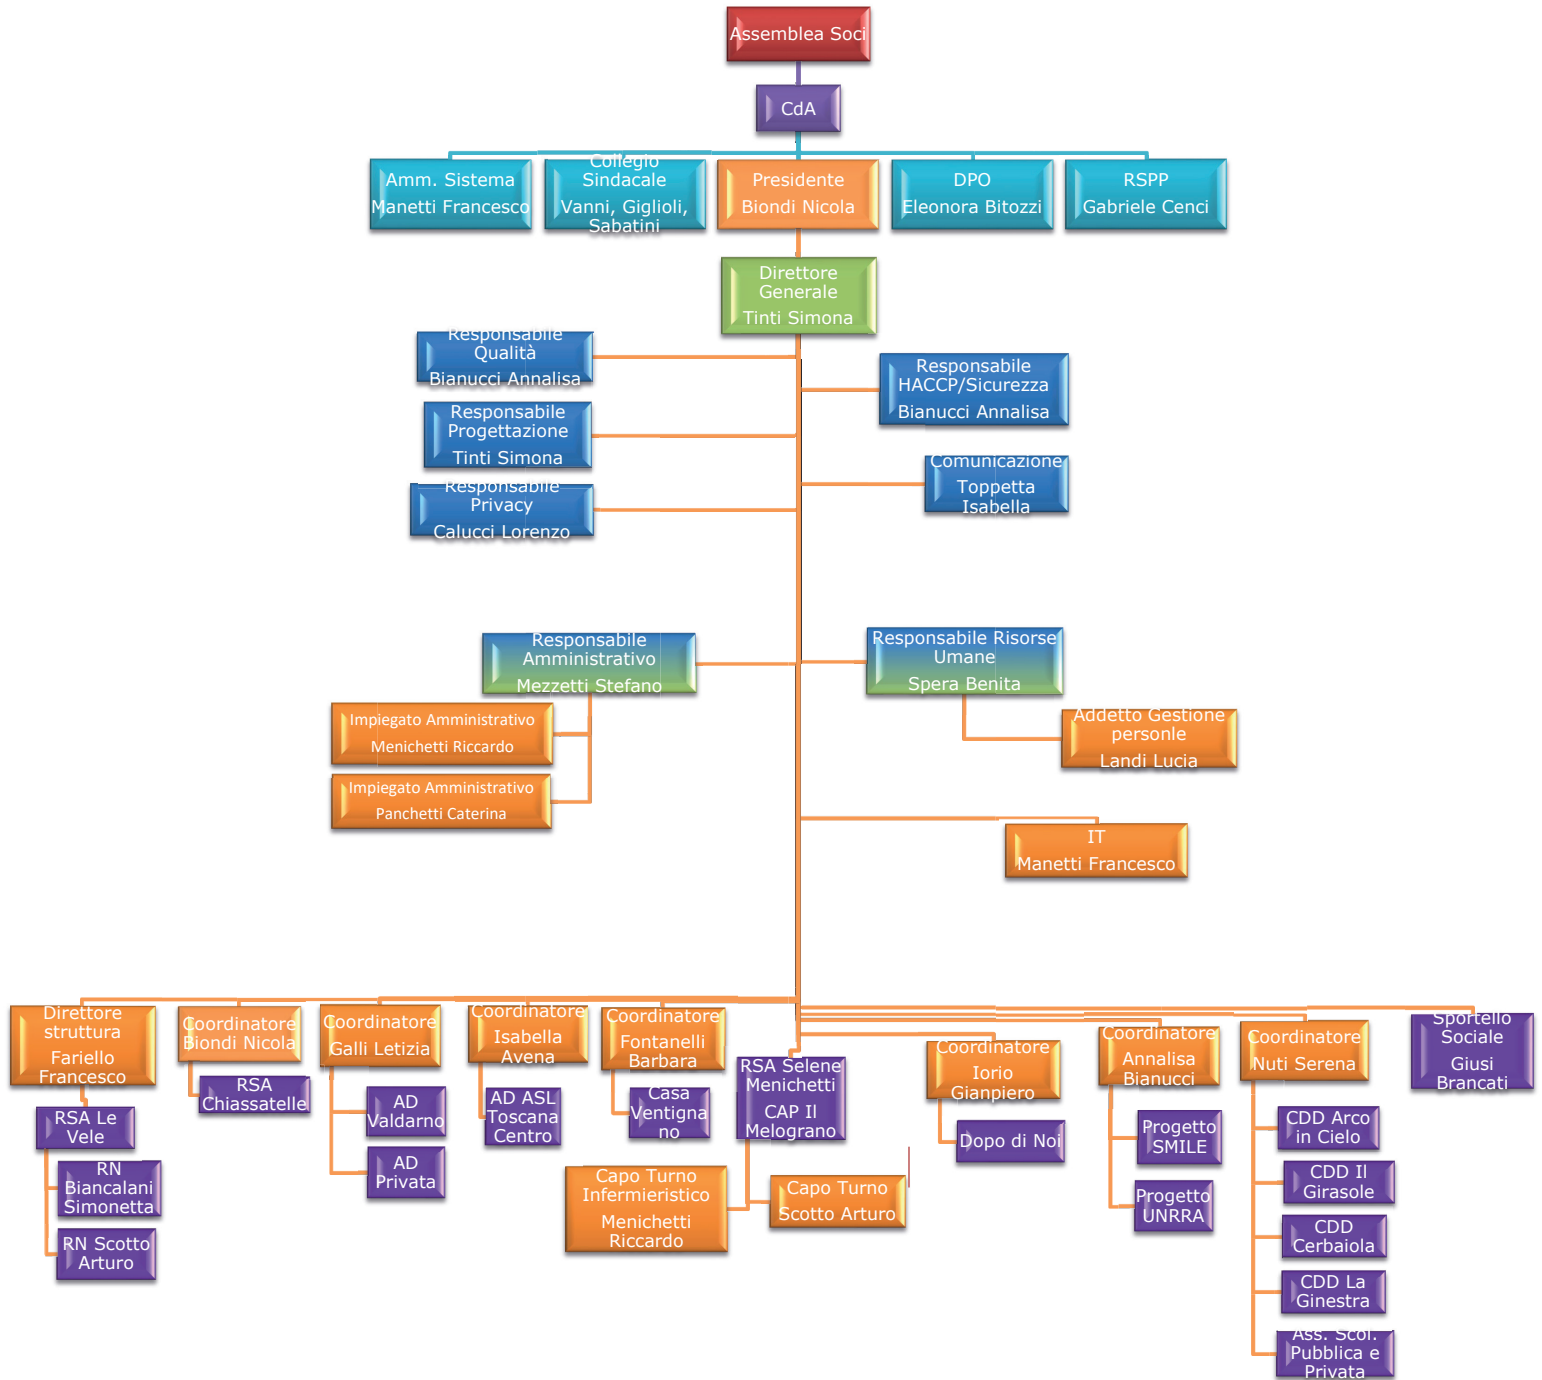 Assemblea Soci
CdA
Amm. Sistema
Manetti Francesco
Collegio
Sindacale
Vanni, Giglioli,
Sabatini
Presidente
Biondi Nicola
DPO
Eleonora Bitozzi
RSPP
Gabriele Cenci
Direttore
Generale
Tinti Simona
Responsabile
Qualità
Bianucci Annalisa
Responsabile
HACCP/Sicurezza
Bianucci Annalisa
Responsabile
Progettazione
Tinti Simona
Comunicazione
Toppetta
Isabella
Responsabile
Privacy
Calucci Lorenzo
Responsabile
Amministrativo
Mezzetti Stefano
Responsabile Risorse
Umane
Spera Benita
Impiegato Amministrativo
Menichetti Riccardo
Addetto Gestione
personle
Landi Lucia
Impiegato Amministrativo
Panchetti Caterina
IT
Manetti Francesco
Direttore
struttura
Fariello
Francesco
RSA Le
Vele
RN
Biancalani
Simonetta
RN Scotto
Arturo
Coordinatore
Biondi Nicola
RSA
Chiassatelle
Coordinatore
Galli Letizia
AD
Valdarno
AD
Privata
Coordinatore
Isabella
Avena
AD ASL
Toscana
Centro
Coordinatore
Fontanelli
Barbara
Casa
Ventigna
no
RSA Selene
Menichetti
CAP Il
Melograno
Capo Turno
Infermieristico
Menichetti
Riccardo
Capo Turno
Scotto Arturo
Coordinatore
Iorio
Gianpiero
Dopo di Noi
Coordinatore
Annalisa
Bianucci
Progetto
SMILE
Progetto
UNRRA
Coordinatore
Nuti Serena
CDD Arco
in Cielo
CDD Il
Girasole
CDD
Cerbaiola
CDD La
Ginestra
Ass. Scol.
Pubblica e
Privata
Sportello
Sociale
Giusi
Brancati